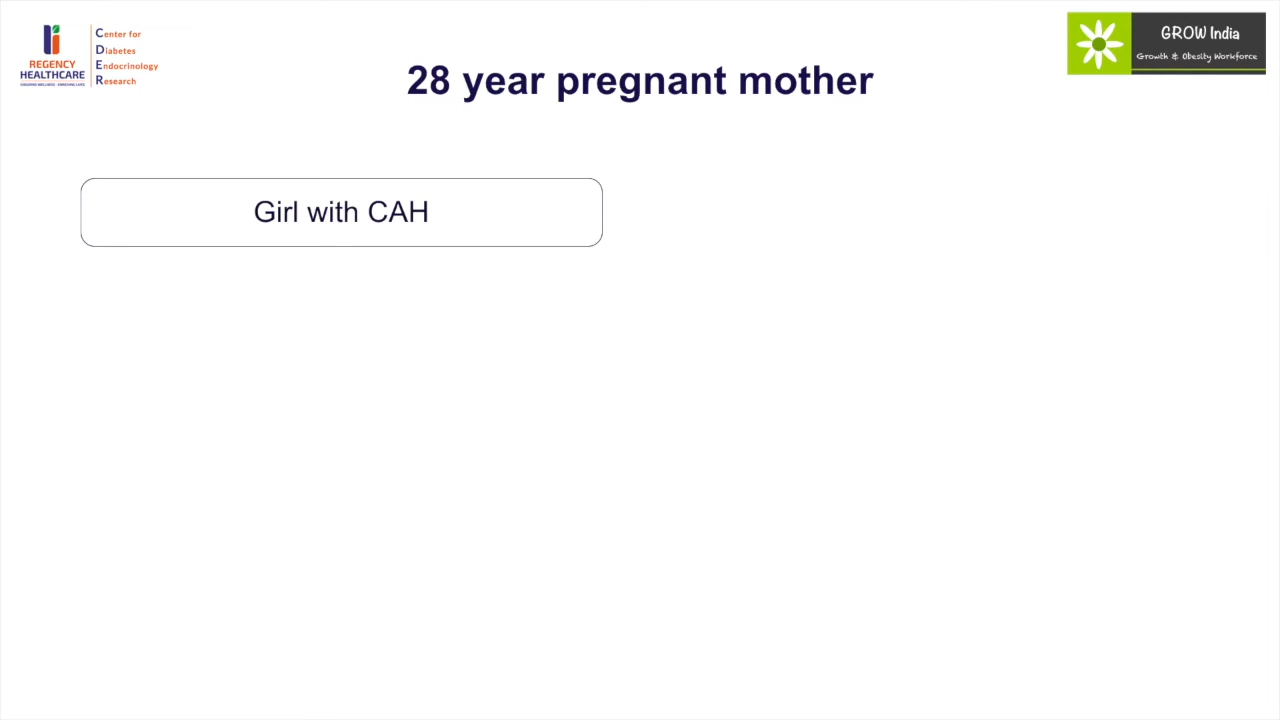 REGENCY
HEALTHCARE
Center for
Diabetes
Endocrinology
Research
GROW India
Growth & Obesity Workforce
28 year pregnant mother
Girl with CAH